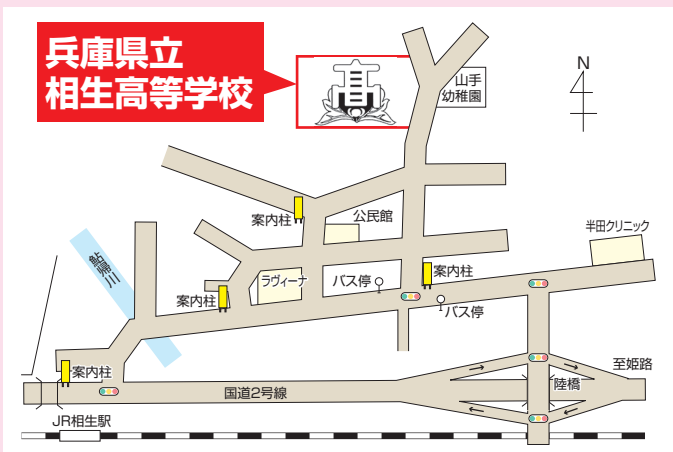 兵庫県立
相生高等学校
山手
幼稚園
N
案内柱
公民館
半田クリニック
鮎帰川
ラヴィーナ
バス停
案内柱
案内柱
バス停
案内柱
国道2号線
陸橋
至姫路
JR相生駅